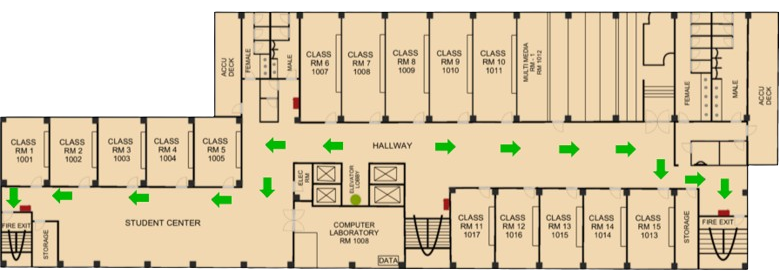 ACCU
DECK
FEMALE
MALE
CLASS
RM 6
1007
CLASS
RM 7
1008
CLASS
RM 8
1009
CLASS
RM 9
1010
CLASS
RM 10
1011
MULTI MEDIA
RM - 1
RM 1012
FEMALE
MALE
ACCU
DECK
CLASS
RM 1
1001
CLASS
RM 2
1002
CLASS
RM 3
1003
CLASS
RM 4
1004
CLASS
RM 5
1005
HALLWAY
ELEC
RM.
ELEVATOR
LOBBY
STUDENT CENTER
FIRE EXIT
STORAGE
COMPUTER
LABORATORY
RM 1008
DATA
CLASS
RM 11
1017
CLASS
RM 12
1016
CLASS
RM 13
1015
CLASS
RM 14
1014
CLASS
RM 15
1013
STORAGE
FIRE EXIT